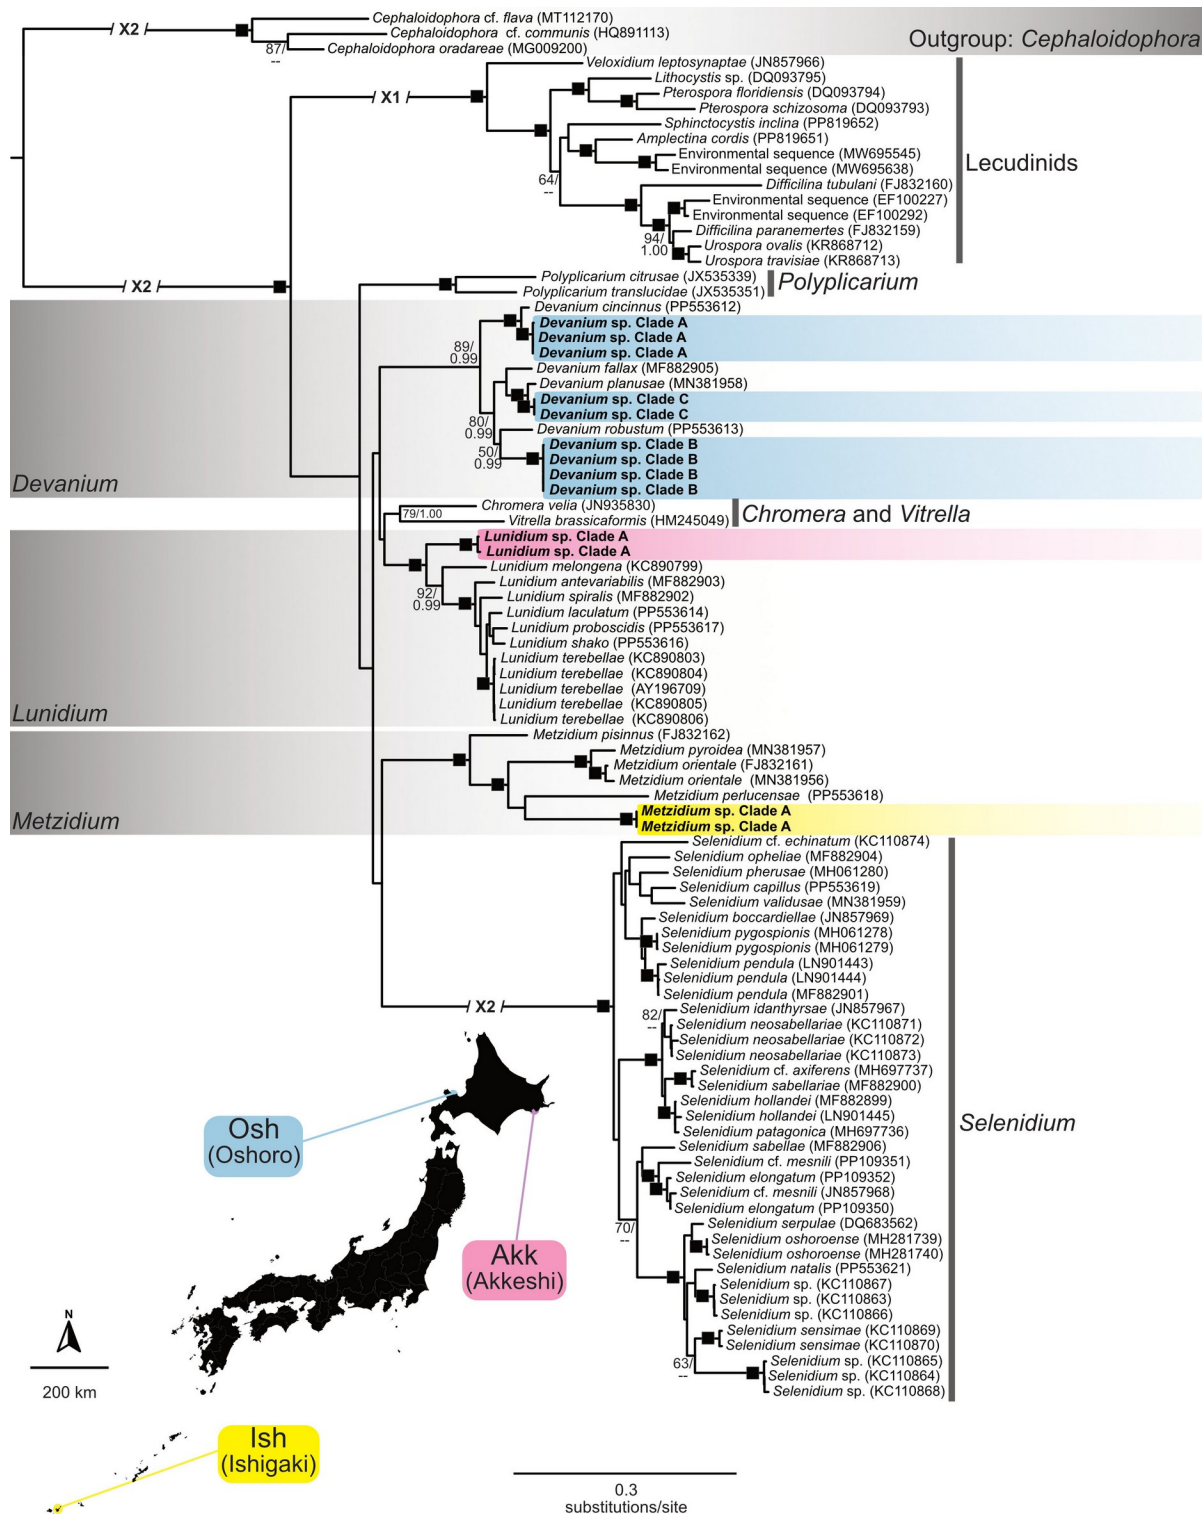 X2
Cephaloidophora cf. flava (MT112170)
Cephaloidophora cf. communis (HQ891113)
87/
--
Cephaloidophora oradareae (MG009200)
Outgroup: Cephaloidophora
Veloxidium leptosynaptae (JN857966)
Lithocystis sp. (DQ093795)
X1
Pterospora floridiensis (DQ093794)
Pterospora schizosoma (DQ093793)
Sphinctocystis inclina (PP819652)
Amplectina cordis (PP819651)
Environmental sequence (MW695545)
Environmental sequence (MW695638)
Lecudinids
64/
--
Difficilina tubulani (FJ832160)
Environmental sequence (EF100227)
Environmental sequence (EF100292)
Difficilina paranemertes (FJ832159)
94/
1.00
Urospora ovalis (KR868712)
Urospora travisiae (KR868713)
X2
Polyplicarium citrusae (JX535339)
Polyplicarium translucidae (JX535351)
Polyplicarium
Devanium cincinnus (PP553612)
Devanium sp. Clade A
Devanium sp. Clade A
Devanium sp. Clade A
89/
0.99
Devanium fallax (MF882905)
Devanium planusae (MN381958)
Devanium sp. Clade C
Devanium sp. Clade C
80/
0.99
Devanium robustum (PP553613)
50/
0.99
Devanium sp. Clade B
Devanium sp. Clade B
Devanium sp. Clade B
Devanium sp. Clade B
Devanium
Chromera velia (JN935830)
79/1.00
Vitrella brassicaformis (HM245049)
Chromera and Vitrella
Lunidium sp. Clade A
Lunidium sp. Clade A
Lunidium melongena (KC890799)
Lunidium antevariabilis (MF882903)
92/
0.99
Lunidium spiralis (MF882902)
Lunidium laculatum (PP553614)
Lunidium proboscidis (PP553617)
Lunidium shako (PP553616)
Lunidium terebellae (KC890803)
Lunidium terebellae (KC890804)
Lunidium terebellae (AY196709)
Lunidium terebellae (KC890805)
Lunidium terebellae (KC890806)
Lunidium
Metzidium pisinnus (FJ832162)
Metzidium pyroidea (MN381957)
Metzidium orientale (FJ832161)
Metzidium orientale (MN381956)
Metzidium perlucensae (PP553618)
Metzidium sp. Clade A
Metzidium sp. Clade A
Metzidium
Selenidium cf. echinatum (KC110874)
Selenidium opheliae (MF882904)
Selenidium pherusae (MH061280)
Selenidium capillus (PP553619)
Selenidium validusae (MN381959)
Selenidium boccardiellae (JN857969)
Selenidium pygospionis (MH061278)
Selenidium pygospionis (MH061279)
Selenidium pendula (LN901443)
Selenidium pendula (LN901444)
Selenidium pendula (MF882901)
X2
82/
--
Selenidium idanthyrsae (JN857967)
Selenidium neosabellariae (KC110871)
Selenidium neosabellariae (KC110872)
Selenidium neosabellariae (KC110873)
Selenidium cf. axiferens (MH697737)
Selenidium sabellariae (MF882900)
Selenidium hollandei (MF882899)
Selenidium hollandei (LN901445)
Selenidium patagonica (MH697736)
Selenidium
Selenidium sabellae (MF882906)
Selenidium cf. mesnili (PP109351)
Selenidium elongatum (PP109352)
Selenidium cf. mesnili (JN857968)
Selenidium elongatum (PP109350)
70/
--
Selenidium serpulae (DQ683562)
Selenidium oshoroense (MH281739)
Selenidium oshoroense (MH281740)
Selenidium natalis (PP553621)
Selenidium sp. (KC110867)
Selenidium sp. (KC110863)
Selenidium sp. (KC110866)
Selenidium sensimae (KC110869)
Selenidium sensimae (KC110870)
63/
--
Selenidium sp. (KC110865)
Selenidium sp. (KC110864)
Selenidium sp. (KC110868)
Osh
(Oshoro)
Akk
(Akkeshi)
N
200 km
Ish
(Ishigaki)
0.3
substitutions/site